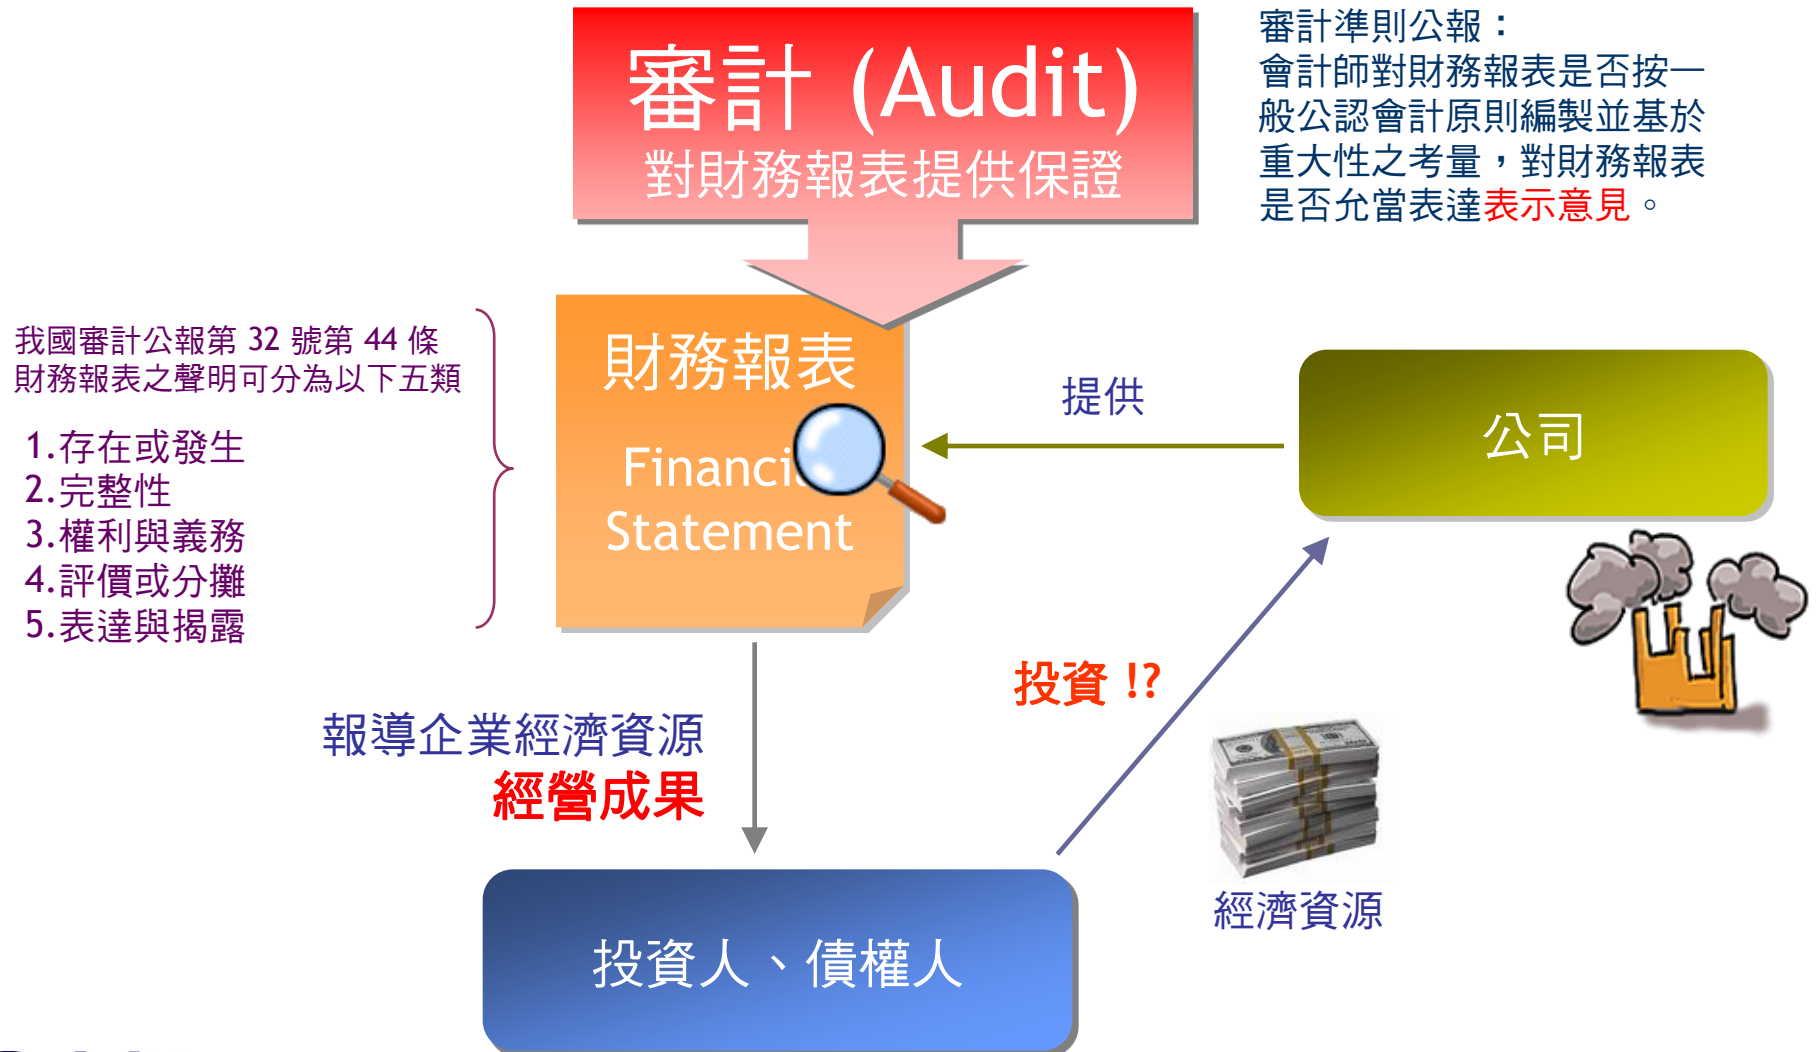 審計 (Audit)
對財務報表提供保證
審計準則公報：
會計師對財務報表是否按一
般公認會計原則編製並基於
重大性之考量，對財務報表
是否允當表達表示意見。
我國審計公報第 32 號第 44 條
財務報表之聲明可分為以下五類
1.存在或發生
2.完整性
3.權利與義務
4.評價或分攤
5.表達與揭露
財務報表
Statement
提供
公司
投資 !?
報導企業經濟資源
經營成果
經濟資源
投資人、債權人